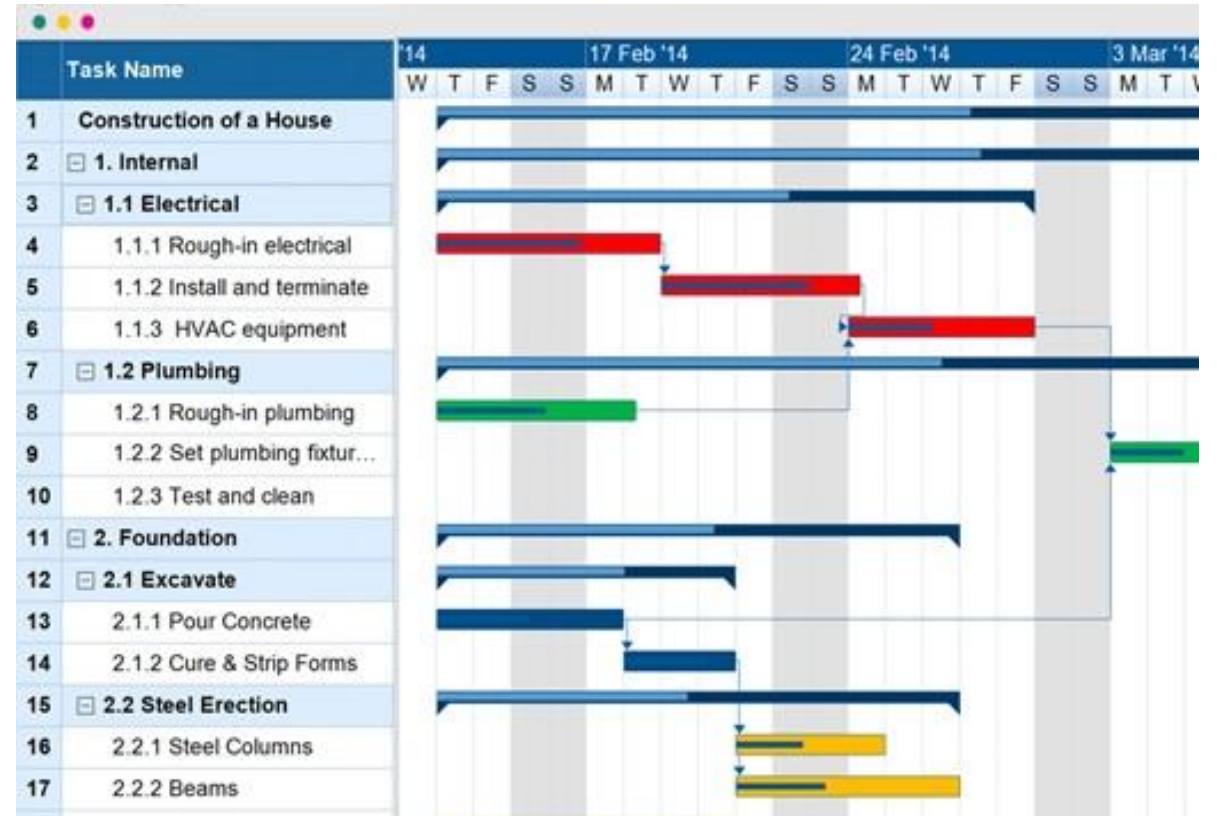 Task Name
'14 17 Feb '14 24 Feb '14 3 Mar '14
W T F S S M T W T F S S M T W T F S S M T
1 Construction of a House
2 1. Internal
3 1.1 Electrical
4 1.1.1 Rough-in electrical
5 1.1.2 Install and terminate
6 1.1.3 HVAC equipment
7 1.2 Plumbing
8 1.2.1 Rough-in plumbing
9 1.2.2 Set plumbing fixtur...
10 1.2.3 Test and clean
11 2. Foundation
12 2.1 Excavate
13 2.1.1 Pour Concrete
14 2.1.2 Cure & Strip Forms
15 2.2 Steel Erection
16 2.2.1 Steel Columns
17 2.2.2 Beams